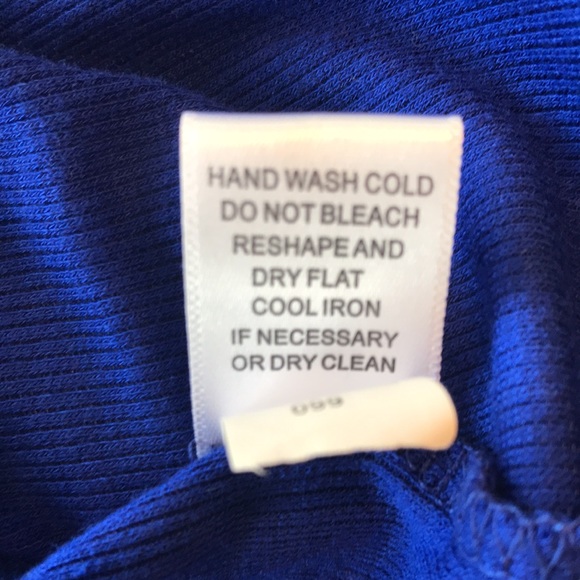 HAND WASH COLD
DO NOT BLEACH
RESHAPE AND
DRY FLAT
COOL IRON
IF NECESSARY
OR DRY CLEAN